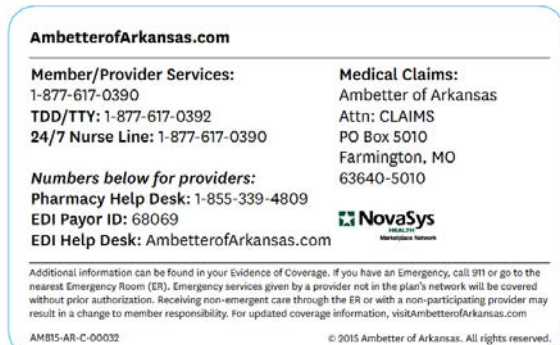 AmbetterofArkansas.com
Member/Provider Services:
1-877-617-0390
TDD/TTY: 1-877-617-0392
24/7 Nurse Line: 1-877-617-0390
Numbers below for providers:
Pharmacy Help Desk: 1-855-339-4809
EDI Payor ID: 68069
EDI Help Desk: AmbetterofArkansas.com
Medical Claims:
Ambetter of Arkansas
Attn: CLAIMS
PO Box 5010
Farmington, MO
63640-5010
NovaSys
HEALTH
Marketplace Network
Additional information can be found in your Evidence of Coverage. If you have an Emergency, call 911 or go to the
nearest Emergency Room (ER). Emergency services given by a provider not in the plan's network will be covered
without prior authorization. Receiving non-emergent care through the ER or with a non-participating provider may
result in a change to member responsibility. For updated coverage information, visitAmbetterofArkansas.com
AMB15-AR-C-00032
© 2015 Ambetter of Arkansas. All rights reserved.